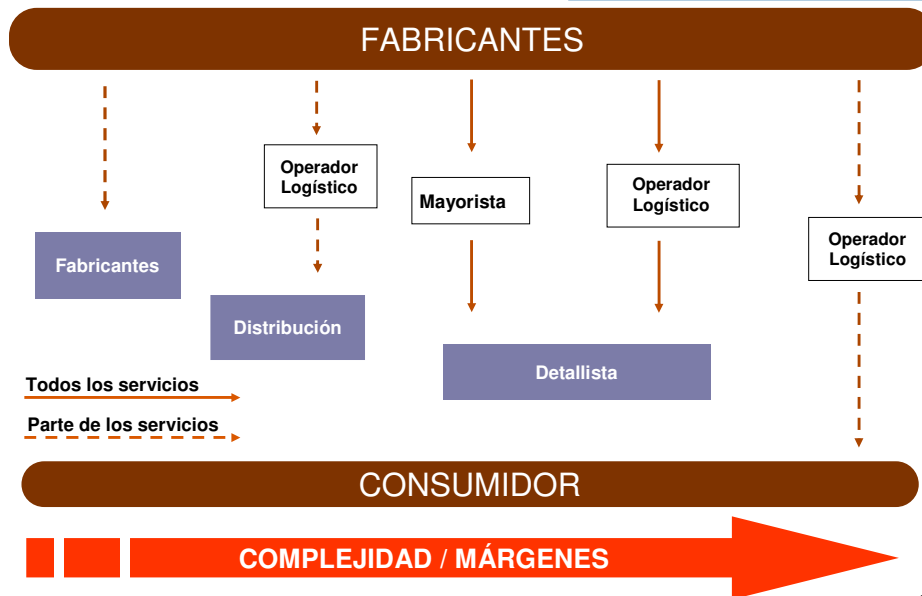 FABRICANTES
Operador
Logístico
Mayorista
Operador
Logístico
Operador
Logístico
Fabricantes
Distribución
Detallista
Todos los servicios
Parte de los servicios
CONSUMIDOR
COMPLEJIDAD / MÁRGENES